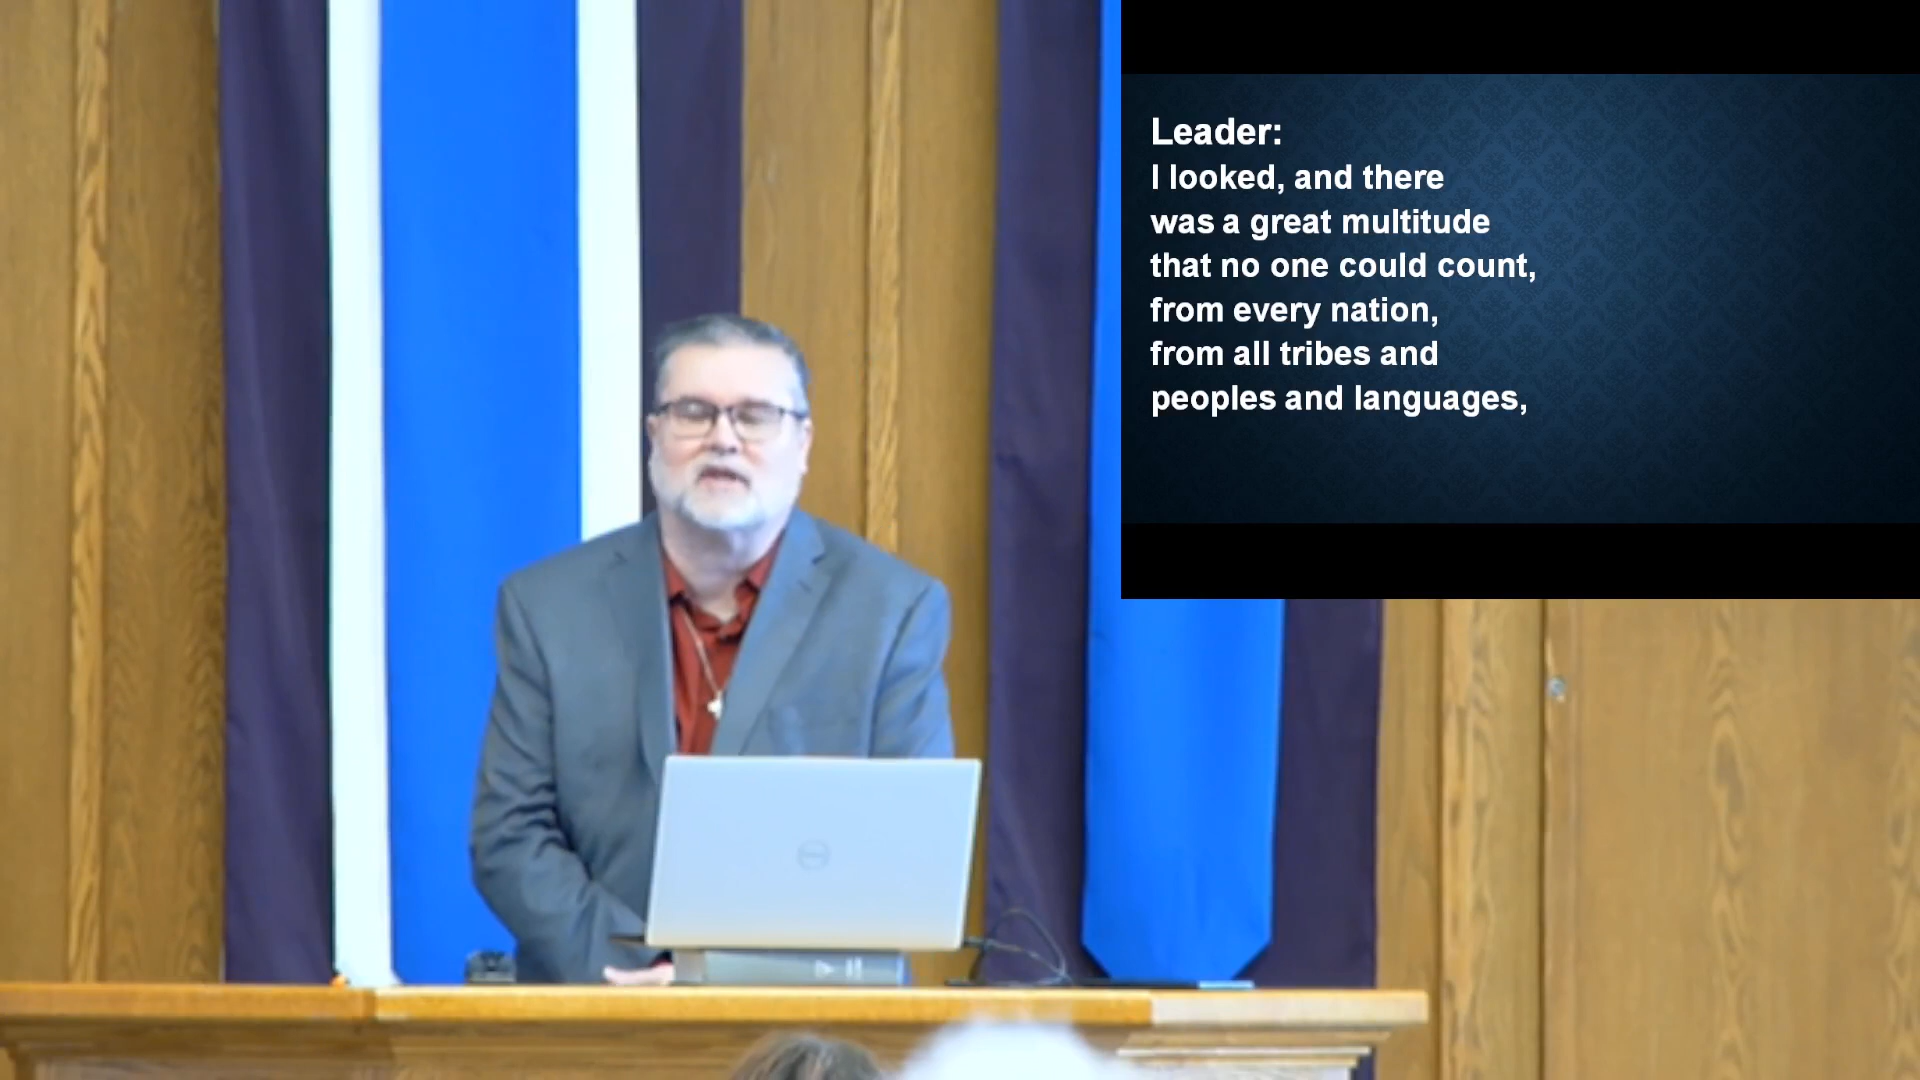 Leader:
I looked, and there
was a great multitude
that no one could count,
from every nation,
from all tribes and
peoples and languages,